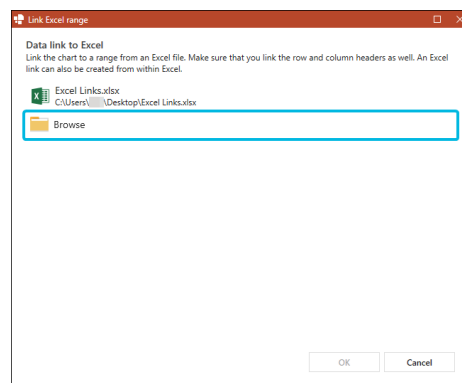 Link Excel range
Data link to Excel
Link the chart to a range from an Excel file. Make sure that you link the row and column headers as well. An Excel
link can also be created from within Excel.
Excel Links.xlsx
C:\Users\ \Desktop\Excel Links.xlsx
Browse
OK Cancel